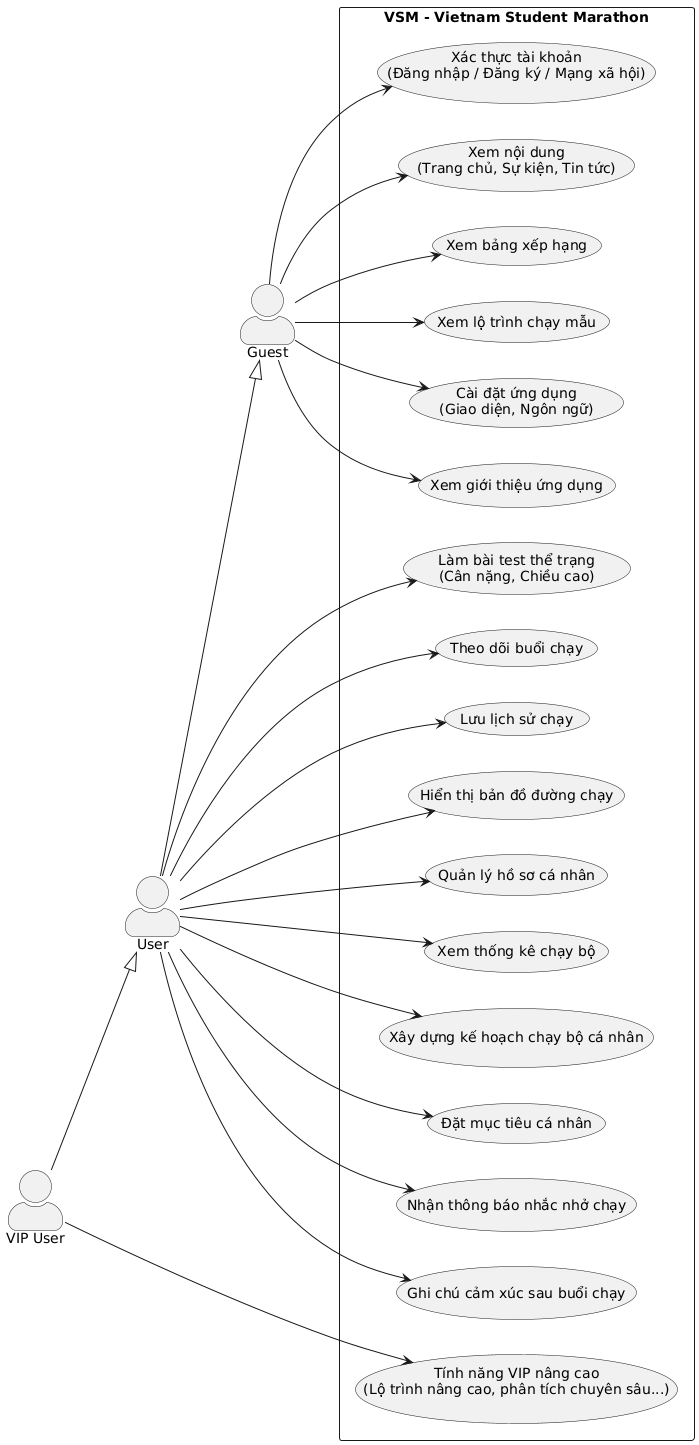 VSM - Vietnam Student Marathon
Xác thực tài khoản
(Đăng nhập / Đăng ký / Mạng xã hội)
Xem nội dung
(Trang chủ, Sự kiện, Tin tức)
Xem bảng xếp hạng
Xem lộ trình chạy mẫu
Guest
Cài đặt ứng dụng
(Giao diện, Ngôn ngữ)
Xem giới thiệu ứng dụng
Làm bài test thể trạng
(Cân nặng, Chiều cao)
Theo dõi buổi chạy
Lưu lịch sử chạy
Hiển thị bản đồ đường chạy
Quản lý hồ sơ cá nhân
User
Xem thống kê chạy bộ
Xây dựng kế hoạch chạy bộ cá nhân
Đặt mục tiêu cá nhân
Nhận thông báo nhắc nhở chạy
VIP User
Ghi chú cảm xúc sau buổi chạy
Tính năng VIP nâng cao
(Lộ trình nâng cao, phân tích chuyên sâu...)